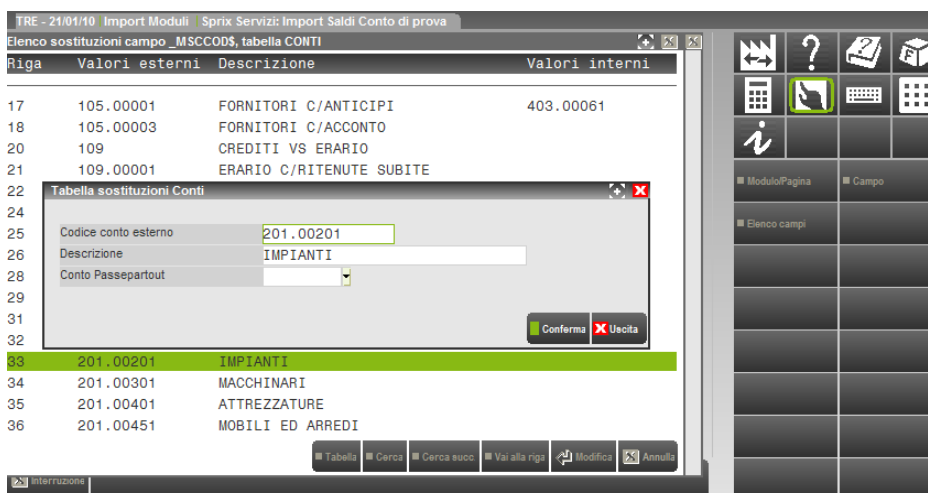 TRE - 21/01/10 Import Moduli Sprix Servizi: Import Saldi Conto di prova
Elenco sostituzioni campo _MSCCOD$, tabella CONTI
Riga Valori esterni Descrizione Valori interni
17 105.00001 FORNITORI C/ANTICIPI 403.00061
18 105.00003 FORNITORI C/ACCONTO
20 109 CREDITI VS ERARIO
21 109.00001 ERARIO C/RITENUTE SUBITE
22
Tabella sostituzioni Conti
24
25
Codice conto esterno 201.00201
26
Descrizione IMPIANTI
28
Conto Passepartout
29
31
32
Conferma Uscita
33 201.00201 IMPIANTI
34 201.00301 MACCHINARI
35 201.00401 ATTREZZATURE
36 201.00451 MOBILI ED ARREDI
Tabella Cerca Cerca succ. Vai alla riga Modifica Annulla
Interruzione
Modulo/Pagina Campo
Elenco campi